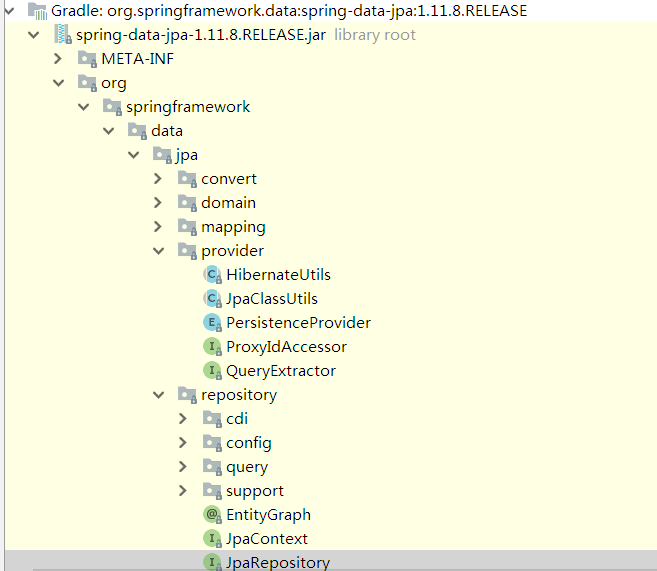 Gradle: org.springframework.data:spring-data-jpa:1.11.8.RELEASE
spring-data-jpa-1.11.8.RELEASE.jar library root
META-INF
org
springframework
data
jpa
convert
domain
mapping
provider
C HibernateUtils
C JpaClassUtils
E PersistenceProvider
I ProxyIdAccessor
I QueryExtractor
repository
cdi
config
query
support
@ EntityGraph
I JpaContext
I JpaRepository